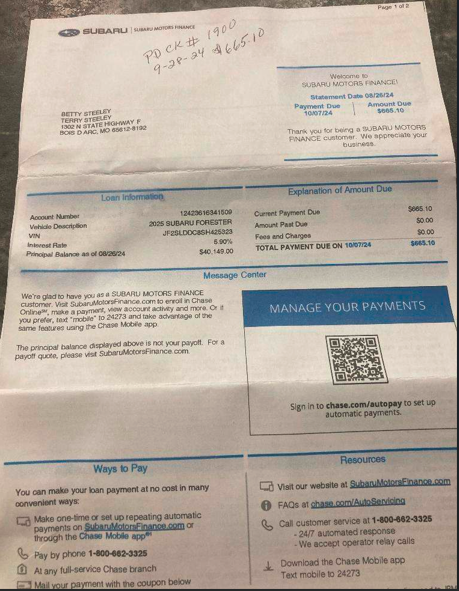 Page 1 of 2
SUBARU | SUBARU MOTORS FINANCE
PD CK # 1900
9-28-24 $665.10
Welcome to
SUBARU MOTORS FINANCE!
Statement Date 08/26/24
Payment Due Amount Due
10/07/24 $665.10
Thank you for being a SUBARU MOTORS
FINANCE customer. We appreciate your
business.
BETTY STEELEY
TERRY STEELEY
1302 N STATE HIGHWAY F
BOIS D ARC, MO 65612-8192
Loan Information
Account Number 12423616341509
Vehicle Description 2025 SUBARU FORESTER
VIN JF2SLDDC8SH425323
Interest Rate 5.90%
Principal Balance as of 08/26/24 $40,149.00
Explanation of Amount Due
Current Payment Due $665.10
Amount Past Due $0.00
Fees and Charges $0.00
TOTAL PAYMENT DUE ON 10/07/24 $665.10
Message Center
We're glad to have you as a SUBARU MOTORS FINANCE
customer. Visit SubaruMotorsFinance.com to enroll in Chase
Online℠, make a payment, view account activity and more. Or if
you prefer, text "mobile" to 24273 and take advantage of the
same features using the Chase Mobile app.
The principal balance displayed above is not your payoff. For a
payoff quote, please visit SubaruMotorsFinance.com.
MANAGE YOUR PAYMENTS
Sign in to chase.com/autopay to set up
automatic payments.
Ways to Pay
You can make your loan payment at no cost in many
convenient ways:
Make one-time or set up repeating automatic
payments on SubaruMotorsFinance.com or
through the Chase Mobile app
Pay by phone 1-800-662-3325
At any full-service Chase branch
Mail your payment with the coupon below
Resources
Visit our website at SubaruMotorsFinance.com
FAQs at chase.com/AutoServicing
Call customer service at 1-800-662-3325
- 24/7 automated response
- We accept operator relay calls
Download the Chase Mobile app
Text mobile to 24273